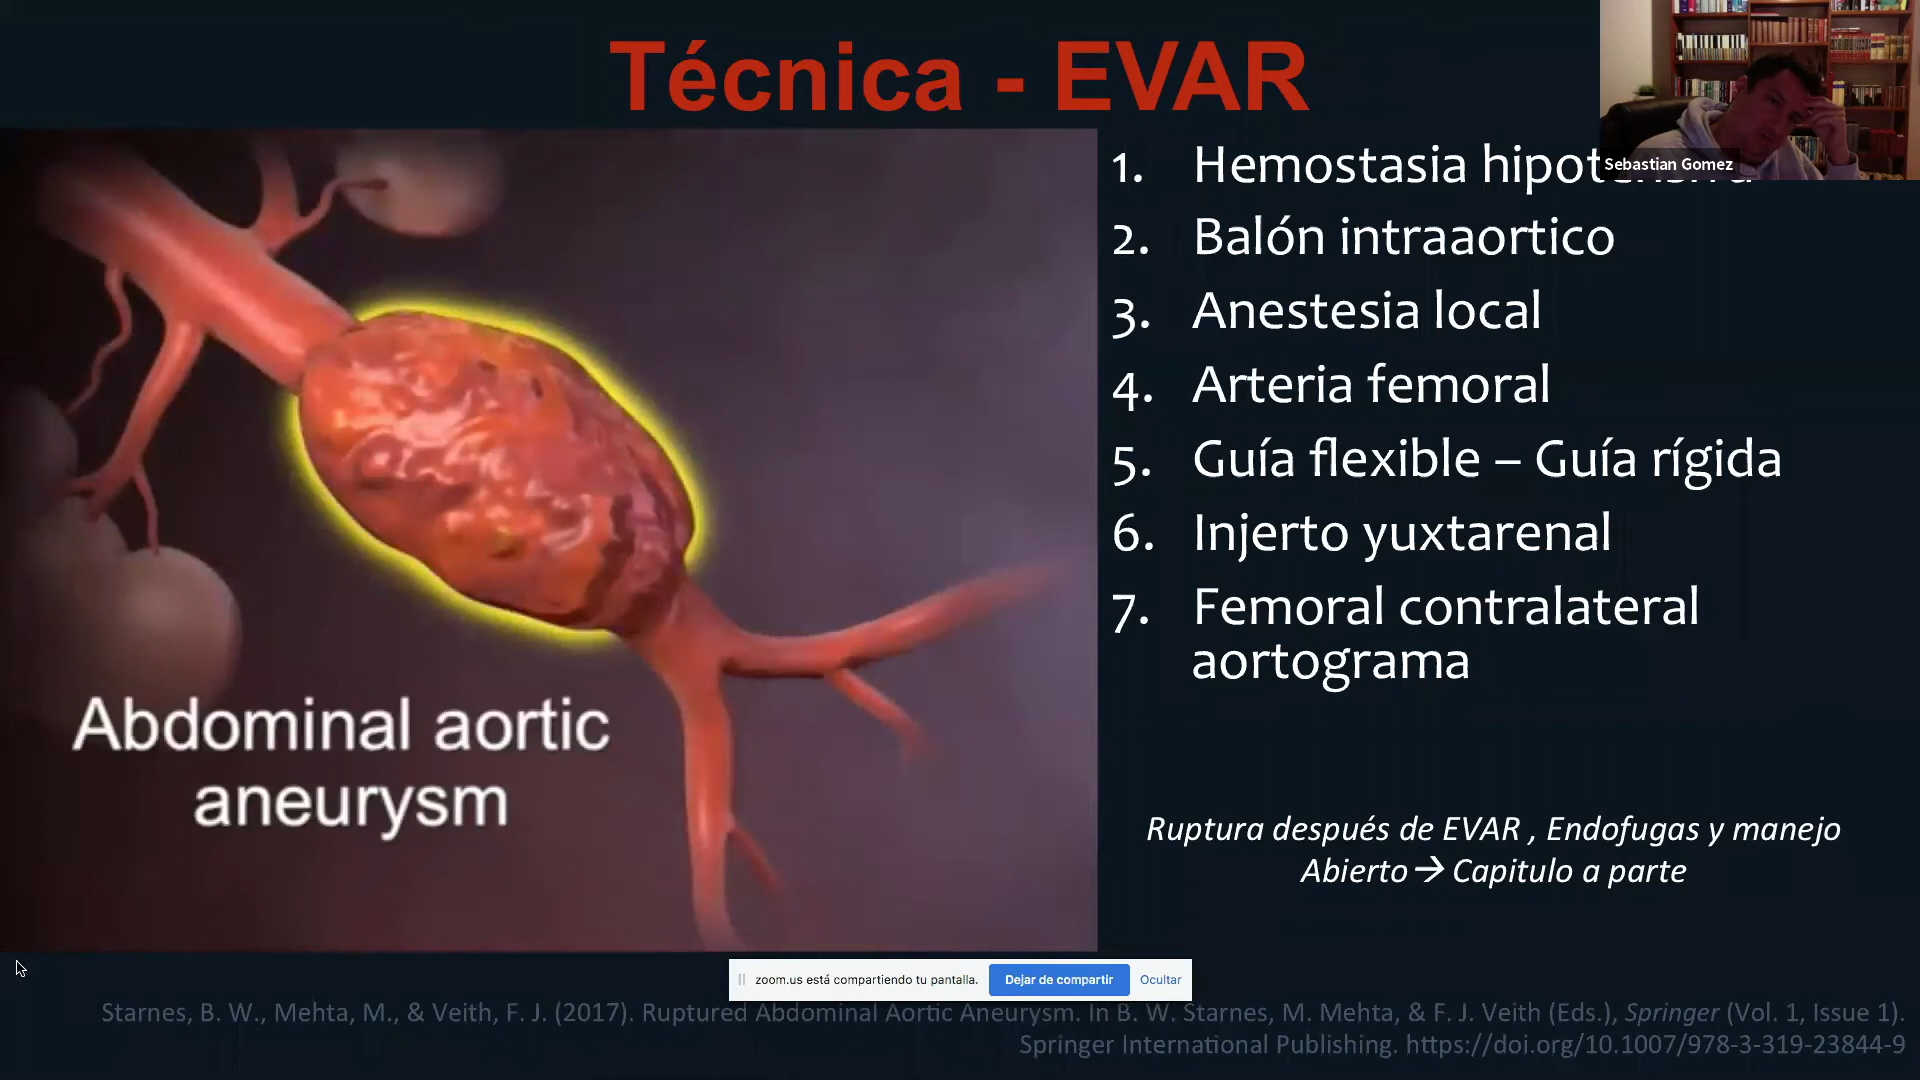 Técnica - EVAR
1. Hemostasia
Sebastian Gomez
2. Balón intraaortico
3. Anestesia local
4. Arteria femoral
5. Guía flexible – Guía rígida
6. Injerto yuxtarenal
7. Femoral contralateral
aortograma
Abdominal aortic
aneurysm
Ruptura después de EVAR , Endofugas y manejo
Abierto → Capitulo a parte
zoom.us está compartiendo tu pantalla. Dejar de compartir Ocultar
Starnes, B. W., Mehta, M., & Veith, F. J. (2017). Ruptured Abdominal Aortic Aneurysm. In B. W. Starnes, M. Mehta, & F. J. Veith (Eds.), Springer (Vol. 1, Issue 1).
Springer International Publishing. https://doi.org/10.1007/978-3-319-23844-9